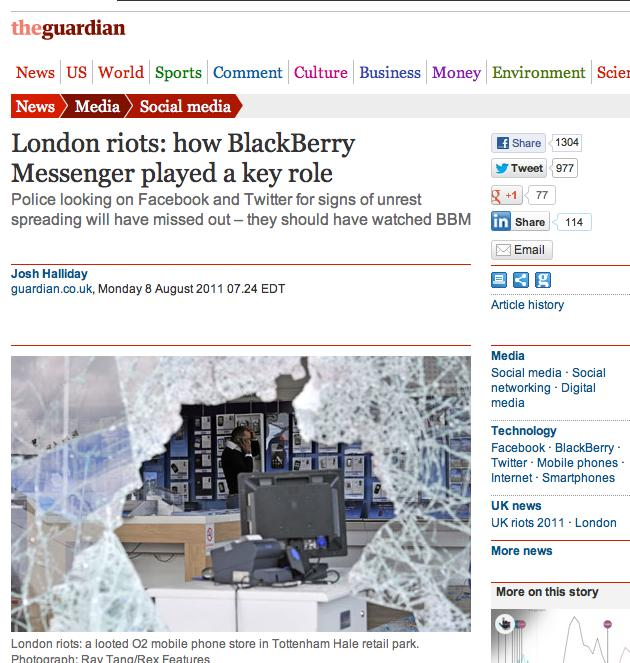 theguardian
News US World Sports Comment Culture Business Money Environment Scien
News Media Social media
London riots: how BlackBerry
Messenger played a key role
Police looking on Facebook and Twitter for signs of unrest
spreading will have missed out – they should have watched BBM
Josh Halliday
guardian.co.uk, Monday 8 August 2011 07.24 EDT
Share 1304
Tweet 977
+1 77
in Share 114
Email
Article history
Media
Social media · Social
networking · Digital
media
Technology
Facebook · BlackBerry ·
Twitter · Mobile phones ·
Internet · Smartphones
UK news
UK riots 2011 · London
More news
More on this story
London riots: a looted O2 mobile phone store in Tottenham Hale retail park.
Photograph: Ray Tang/Rex Features